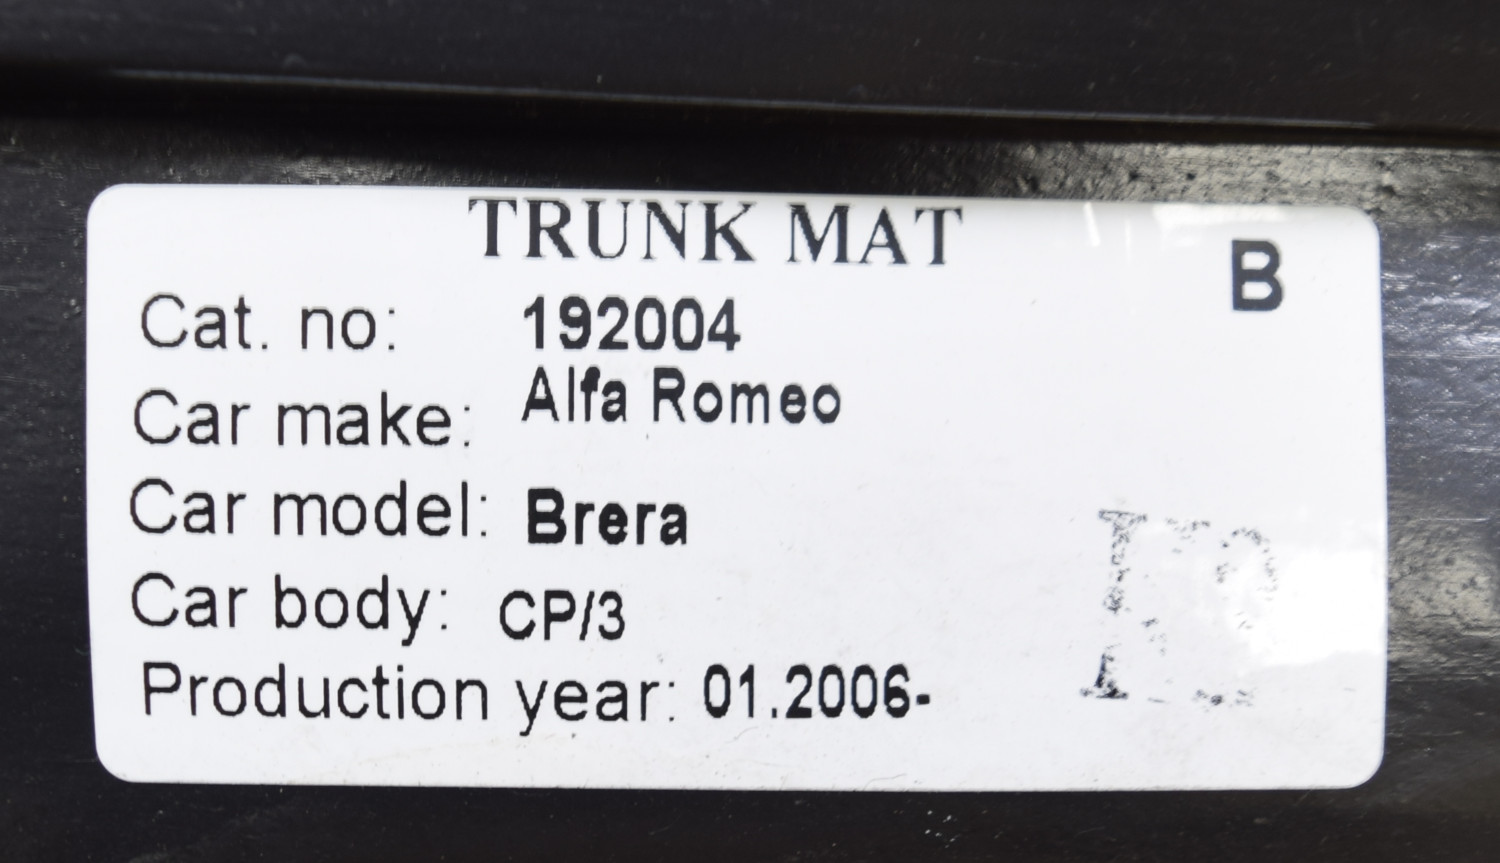 TRUNK MAT
B
Cat. no: 192004
Car make: Alfa Romeo
Car model: Brera
Car body: CP/3
Production year: 01.2006-